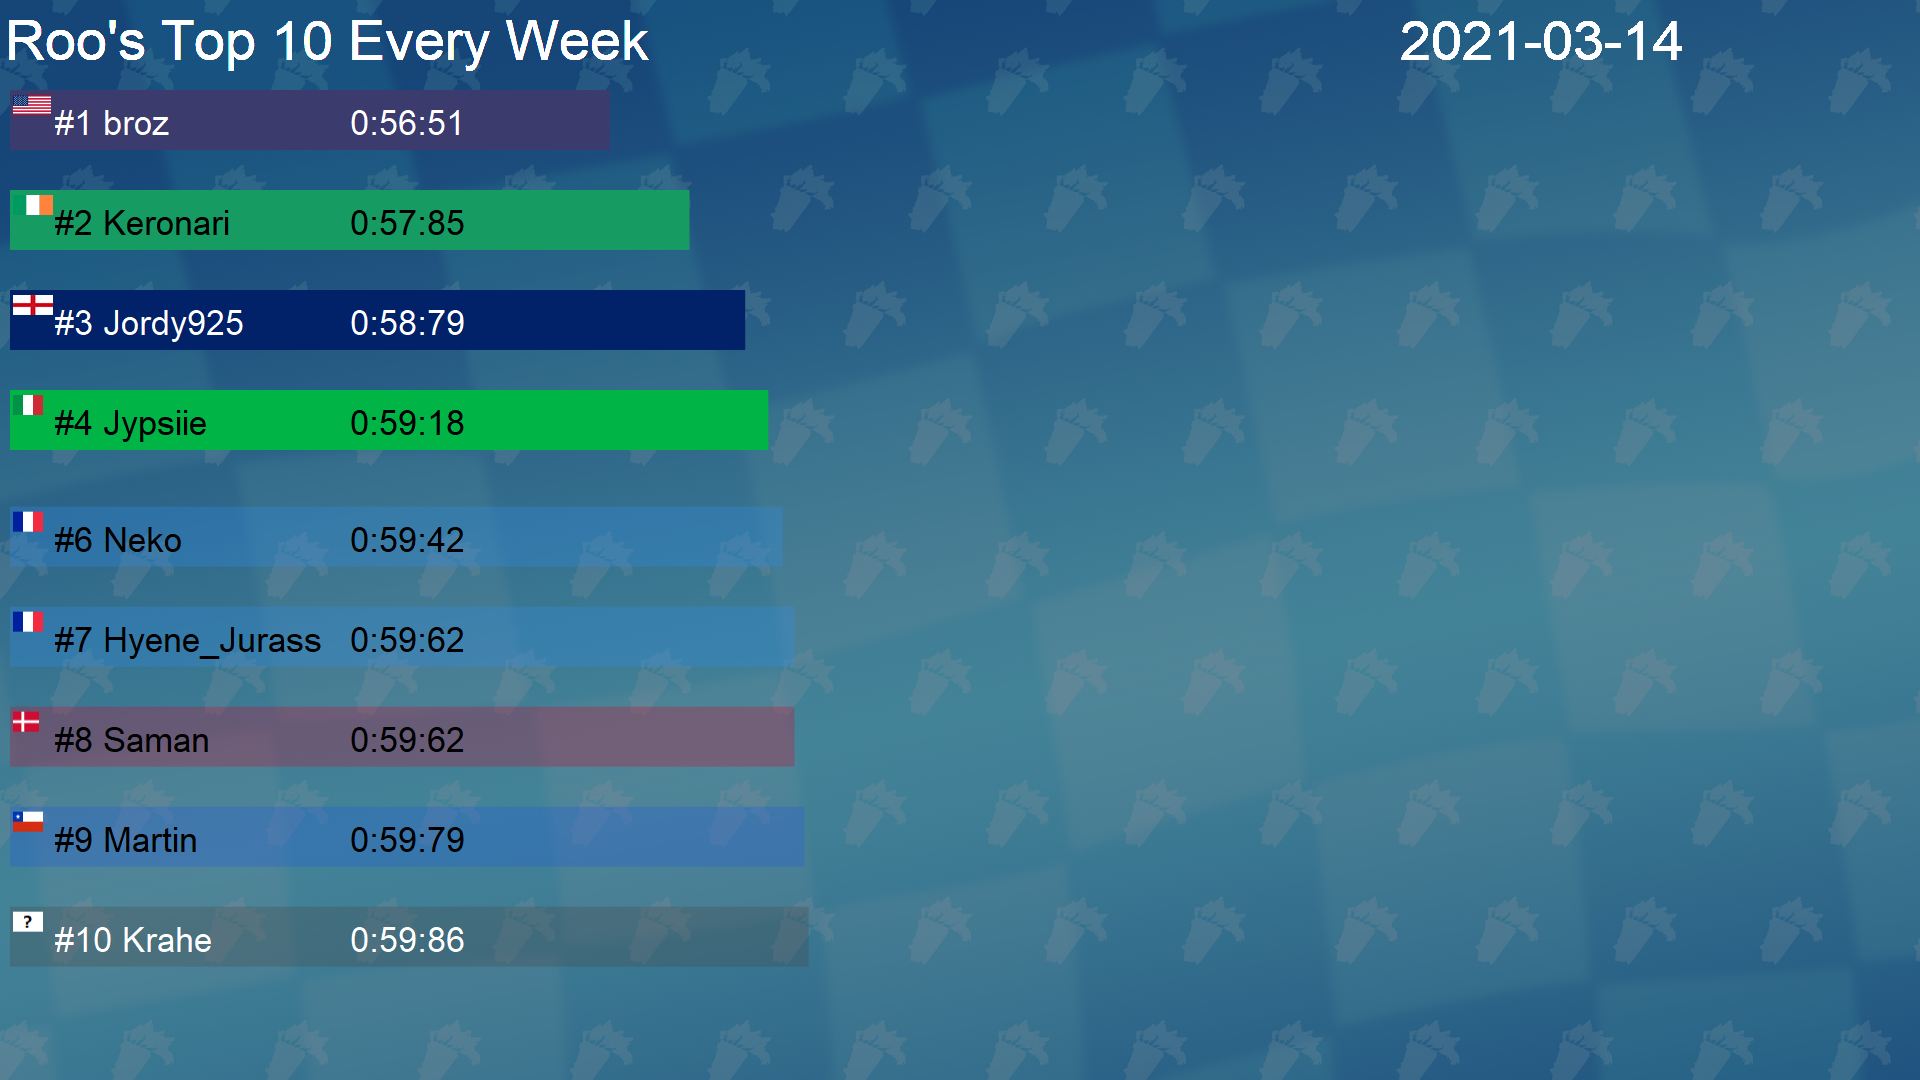 Roo's Top 10 Every Week 2021-03-14
#1 broz 0:56:51
#2 Keronari 0:57:85
#3 Jordy925 0:58:79
#4 Jypsiie 0:59:18
#6 Neko 0:59:42
#7 Hyene_Jurass 0:59:62
#8 Saman 0:59:62
#9 Martin 0:59:79
?
#10 Krahe 0:59:86